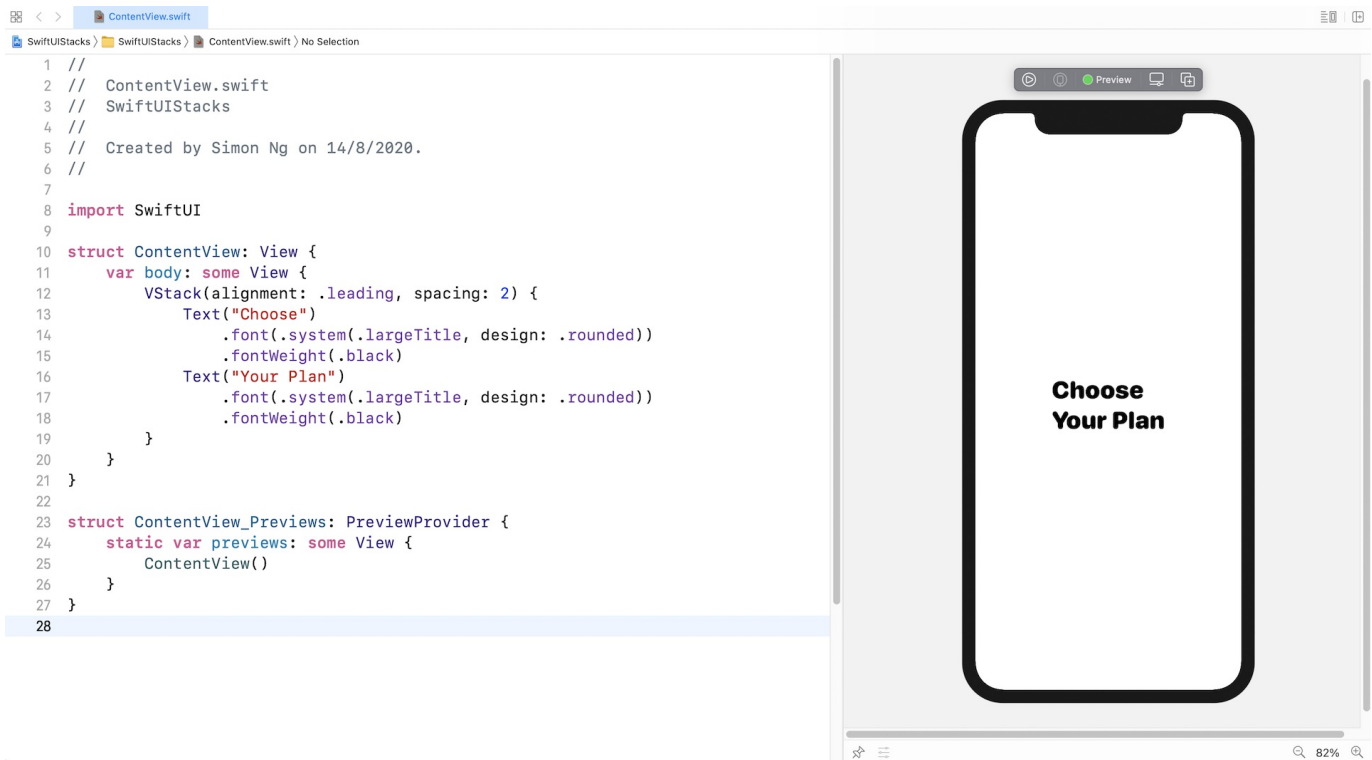 ContentView.swift
SwiftUIStacks 〉 SwiftUIStacks 〉 ContentView.swift 〉 No Selection
1 //
2 //  ContentView.swift
3 //  SwiftUIStacks
4 //
5 //  Created by Simon Ng on 14/8/2020.
6 //
7
8 import SwiftUI
9
10 struct ContentView: View {
11     var body: some View {
12         VStack(alignment: .leading, spacing: 2) {
13             Text("Choose")
14                 .font(.system(.largeTitle, design: .rounded))
15                 .fontWeight(.black)
16             Text("Your Plan")
17                 .font(.system(.largeTitle, design: .rounded))
18                 .fontWeight(.black)
19         }
20     }
21 }
22
23 struct ContentView_Previews: PreviewProvider {
24     static var previews: some View {
25         ContentView()
26     }
27 }
28
Preview
Choose
Your Plan
82%